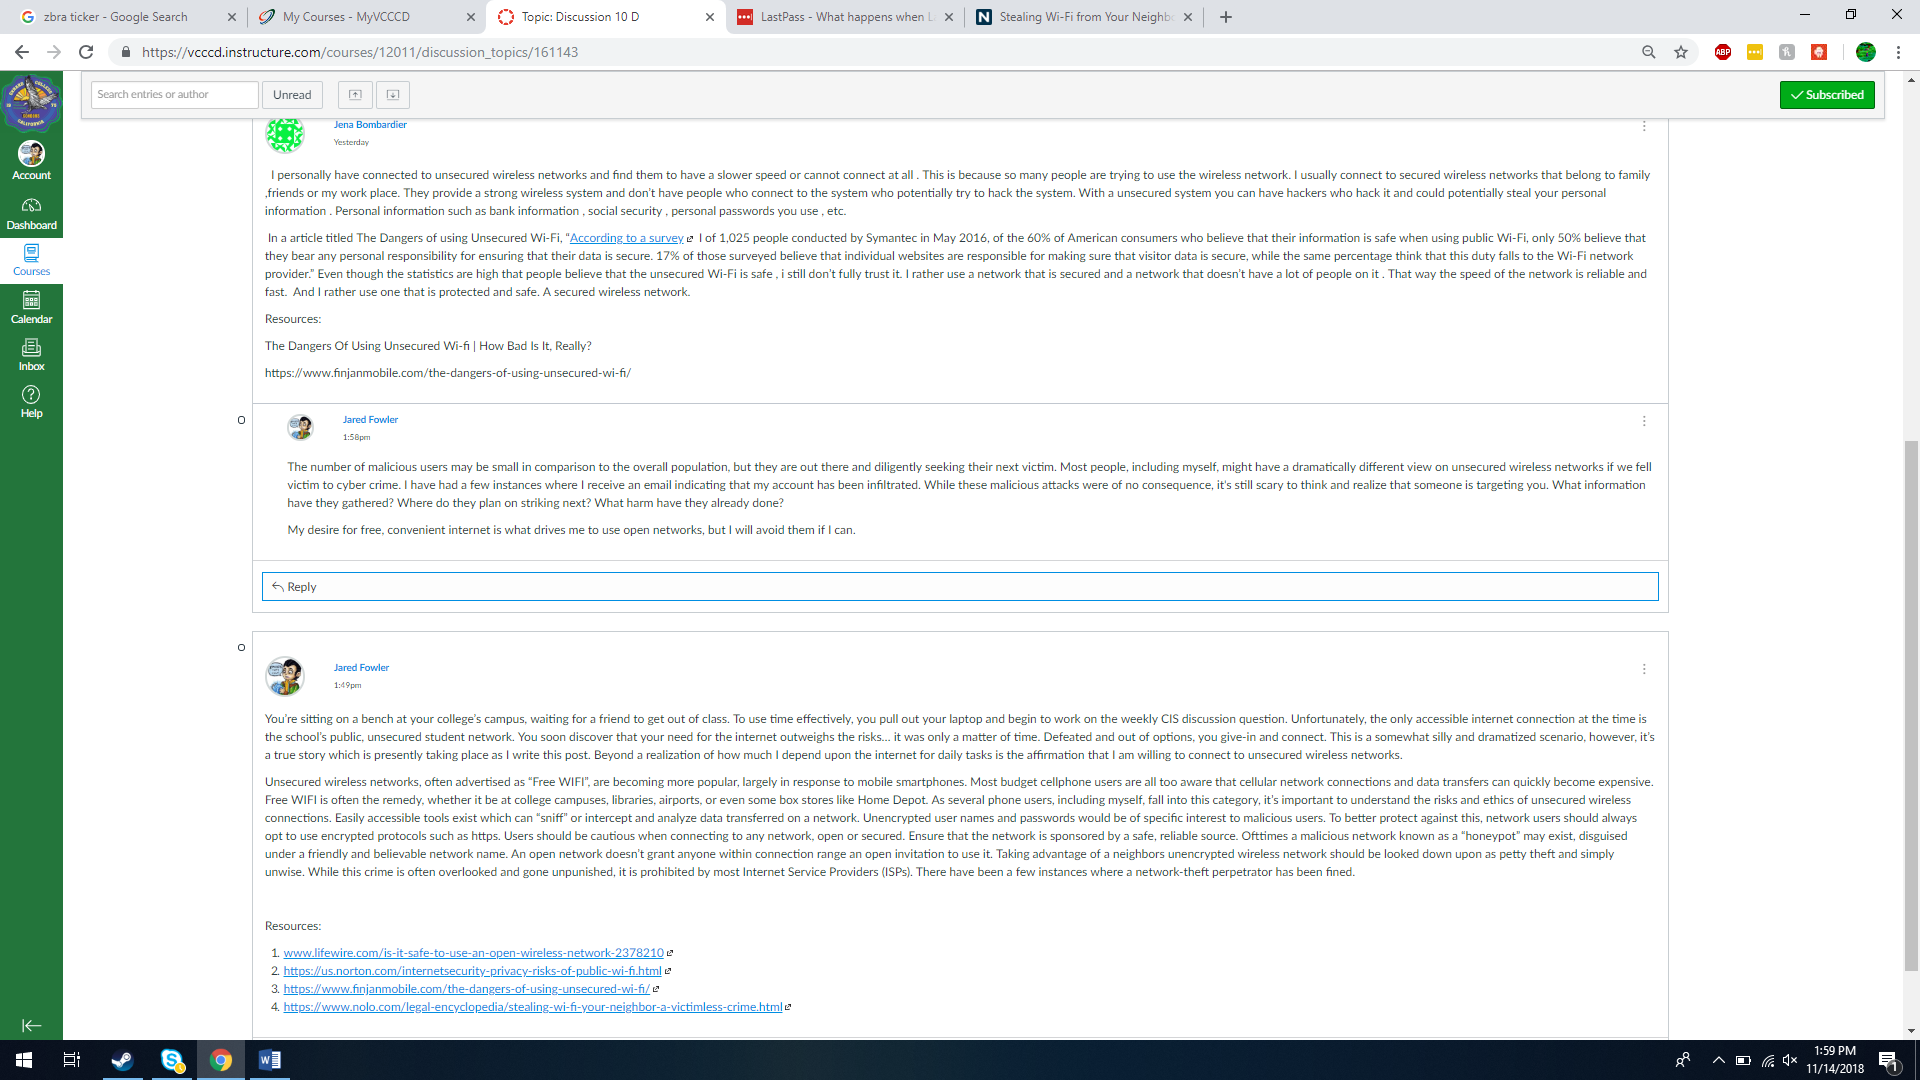 zbra ticker - Google Search
My Courses - MyVCCCD
Topic: Discussion 10 D
LastPass - What happens when L
Stealing Wi-Fi from Your Neighb
https://vcccd.instructure.com/courses/12011/discussion_topics/161143
ABP
Search entries or author
Unread
Subscribed
Account
Dashboard
Courses
Calendar
Inbox
Help
Jena Bombardier
Yesterday
I personally have connected to unsecured wireless networks and find them to have a slower speed or cannot connect at all . This is because so many people are trying to use the wireless network. I usually connect to secured wireless networks that belong to family
,friends or my work place. They provide a strong wireless system and don't have people who connect to the system who potentially try to hack the system. With a unsecured system you can have hackers who hack it and could potentially steal your personal
information . Personal information such as bank information , social security , personal passwords you use , etc.
In a article titled The Dangers of using Unsecured Wi-Fi, “According to a survey I of 1,025 people conducted by Symantec in May 2016, of the 60% of American consumers who believe that their information is safe when using public Wi-Fi, only 50% believe that
they bear any personal responsibility for ensuring that their data is secure. 17% of those surveyed believe that individual websites are responsible for making sure that visitor data is secure, while the same percentage think that this duty falls to the Wi-Fi network
provider.” Even though the statistics are high that people believe that the unsecured Wi-Fi is safe , i still don't fully trust it. I rather use a network that is secured and a network that doesn't have a lot of people on it . That way the speed of the network is reliable and
fast. And I rather use one that is protected and safe. A secured wireless network.
Resources:
The Dangers Of Using Unsecured Wi-fi | How Bad Is It, Really?
https://www.finjanmobile.com/the-dangers-of-using-unsecured-wi-fi/
Jared Fowler
1:58pm
The number of malicious users may be small in comparison to the overall population, but they are out there and diligently seeking their next victim. Most people, including myself, might have a dramatically different view on unsecured wireless networks if we fell
victim to cyber crime. I have had a few instances where I receive an email indicating that my account has been infiltrated. While these malicious attacks were of no consequence, it's still scary to think and realize that someone is targeting you. What information
have they gathered? Where do they plan on striking next? What harm have they already done?
My desire for free, convenient internet is what drives me to use open networks, but I will avoid them if I can.
Reply
Jared Fowler
1:49pm
You're sitting on a bench at your college's campus, waiting for a friend to get out of class. To use time effectively, you pull out your laptop and begin to work on the weekly CIS discussion question. Unfortunately, the only accessible internet connection at the time is
the school's public, unsecured student network. You soon discover that your need for the internet outweighs the risks... it was only a matter of time. Defeated and out of options, you give-in and connect. This is a somewhat silly and dramatized scenario, however, it's
a true story which is presently taking place as I write this post. Beyond a realization of how much I depend upon the internet for daily tasks is the affirmation that I am willing to connect to unsecured wireless networks.
Unsecured wireless networks, often advertised as “Free WIFI”, are becoming more popular, largely in response to mobile smartphones. Most budget cellphone users are all too aware that cellular network connections and data transfers can quickly become expensive.
Free WIFI is often the remedy, whether it be at college campuses, libraries, airports, or even some box stores like Home Depot. As several phone users, including myself, fall into this category, it's important to understand the risks and ethics of unsecured wireless
connections. Easily accessible tools exist which can “sniff” or intercept and analyze data transferred on a network. Unencrypted user names and passwords would be of specific interest to malicious users. To better protect against this, network users should always
opt to use encrypted protocols such as https. Users should be cautious when connecting to any network, open or secured. Ensure that the network is sponsored by a safe, reliable source. Ofttimes a malicious network known as a “honeypot” may exist, disguised
under a friendly and believable network name. An open network doesn't grant anyone within connection range an open invitation to use it. Taking advantage of a neighbors unencrypted wireless network should be looked down upon as petty theft and simply
unwise. While this crime is often overlooked and gone unpunished, it is prohibited by most Internet Service Providers (ISPs). There have been a few instances where a network-theft perpetrator has been fined.
Resources:
1. www.lifewire.com/is-it-safe-to-use-an-open-wireless-network-2378210
2. https://us.norton.com/internetsecurity-privacy-risks-of-public-wi-fi.html
3. https://www.finjanmobile.com/the-dangers-of-using-unsecured-wi-fi/
4. https://www.nolo.com/legal-encyclopedia/stealing-wi-fi-your-neighbor-a-victimless-crime.html
1:59 PM
11/14/2018
1